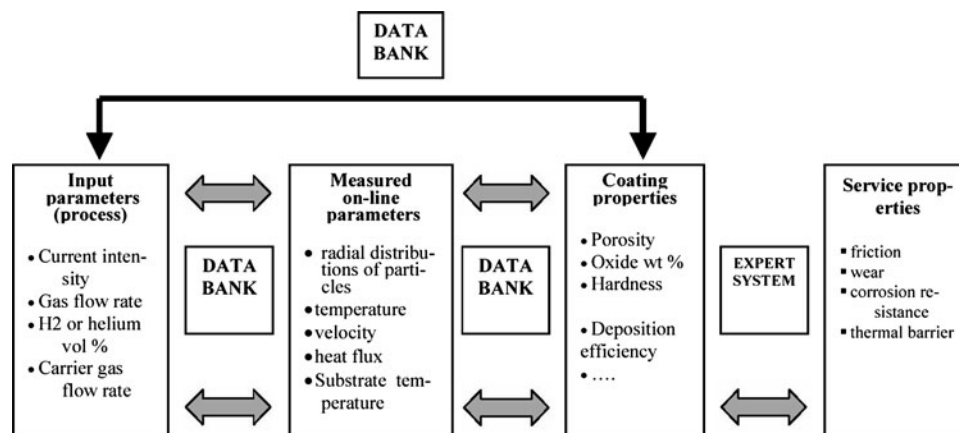 DATA
BANK
Input
parameters
(process)
• Current inten-
sity
• Gas flow rate
• H2 or helium
vol %
• Carrier gas
flow rate
DATA
BANK
Measured
on-line
parameters
• radial distribu-
tions of parti-
cles
•temperature
•velocity
•heat flux
• Substrate tem-
perature
DATA
BANK
Coating
properties
• Porosity
• Oxide wt %
• Hardness
• Deposition
efficiency
• ....
EXPERT
SYSTEM
Service prop-
erties
▪ friction
▪ wear
▪ corrosion re-
sistance
▪ thermal barrier